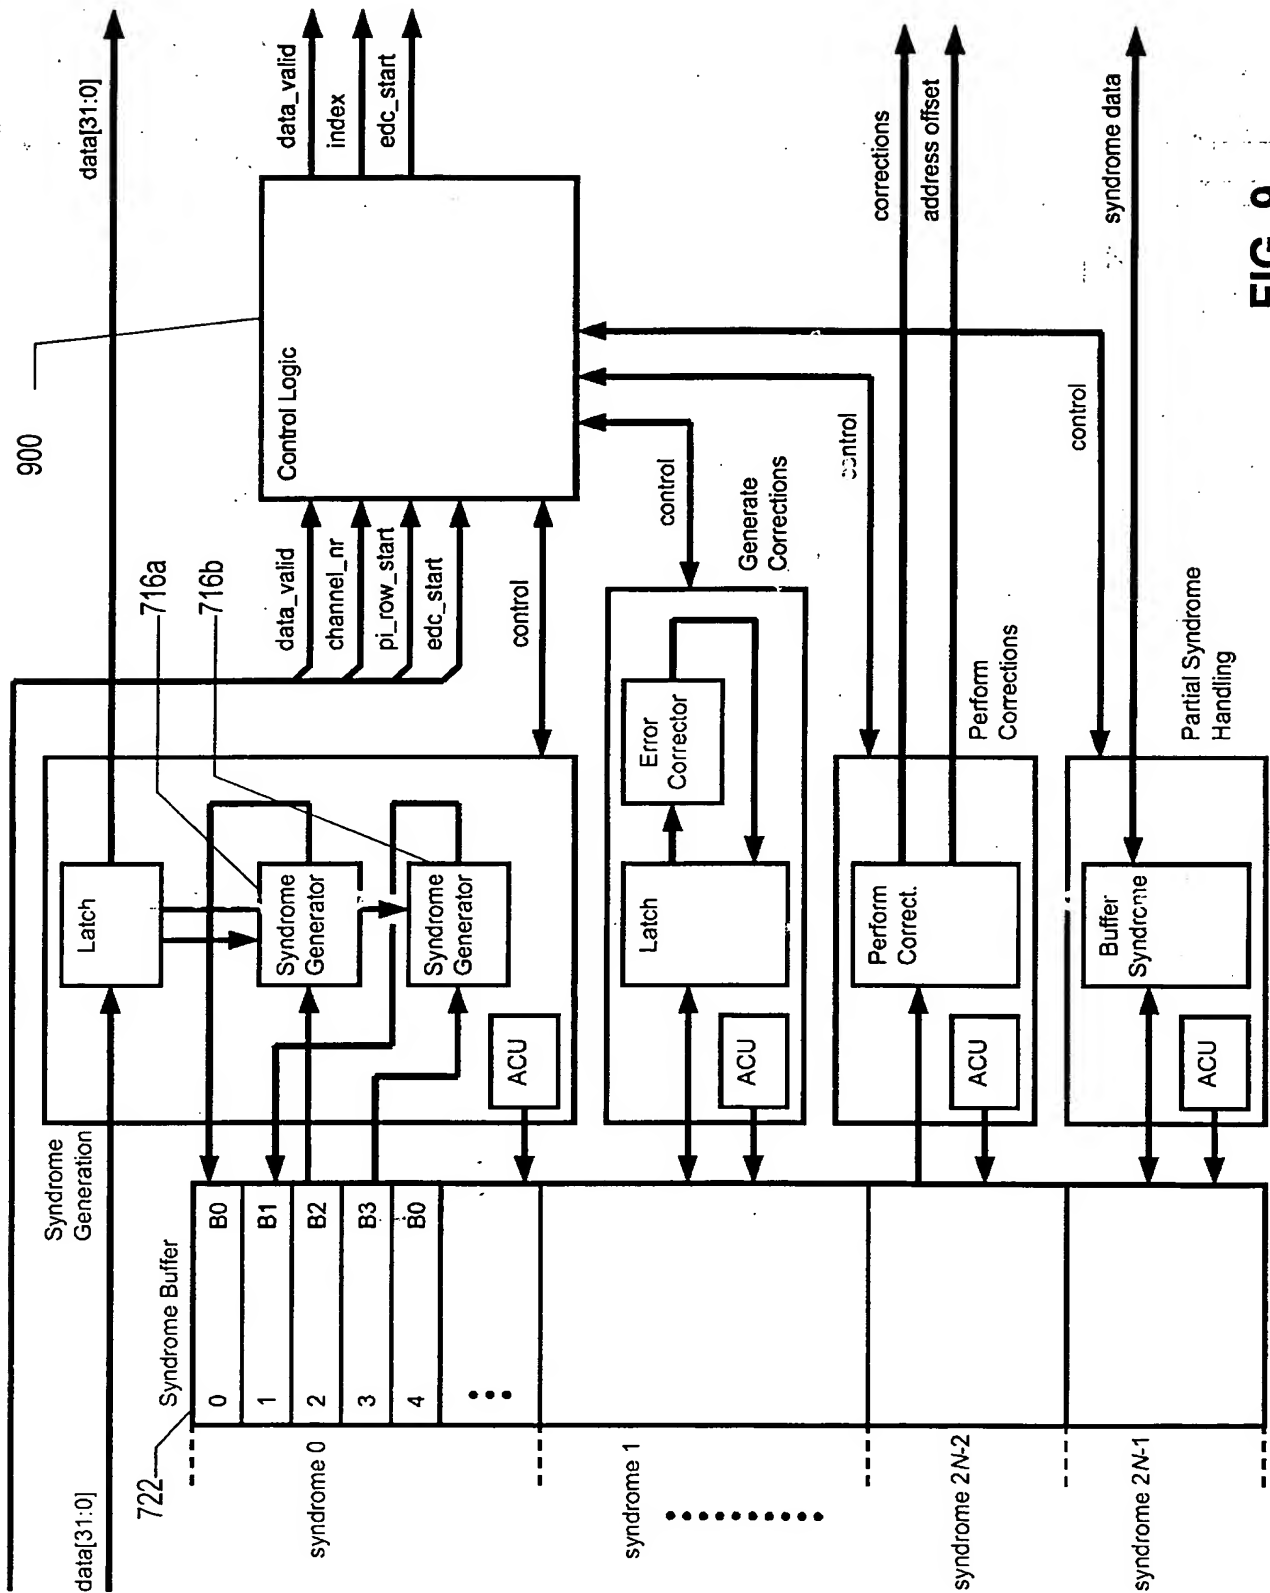 data[31:0]
data[31:0]
900
716a
716b
722
Syndrome Buffer
Syndrome
Generation
Latch
Syndrome
Generator
Syndrome
Generator
ACU
0 B0
1 B1
2 B2
3 B3
4 B0
syndrome 0
syndrome 1
syndrome 2N-2
syndrome 2N-1
data_valid
channel_nr
pi_row_start
edc_start
control
Control Logic
data_valid
index
edc_start
Latch
Error
Corrector
ACU
control
Generate
Corrections
Perform
Correct.
ACU
control
Perform
Corrections
corrections
address offset
Buffer
Syndrome
ACU
control
Partial Syndrome
Handling
syndrome data
FIG. 9